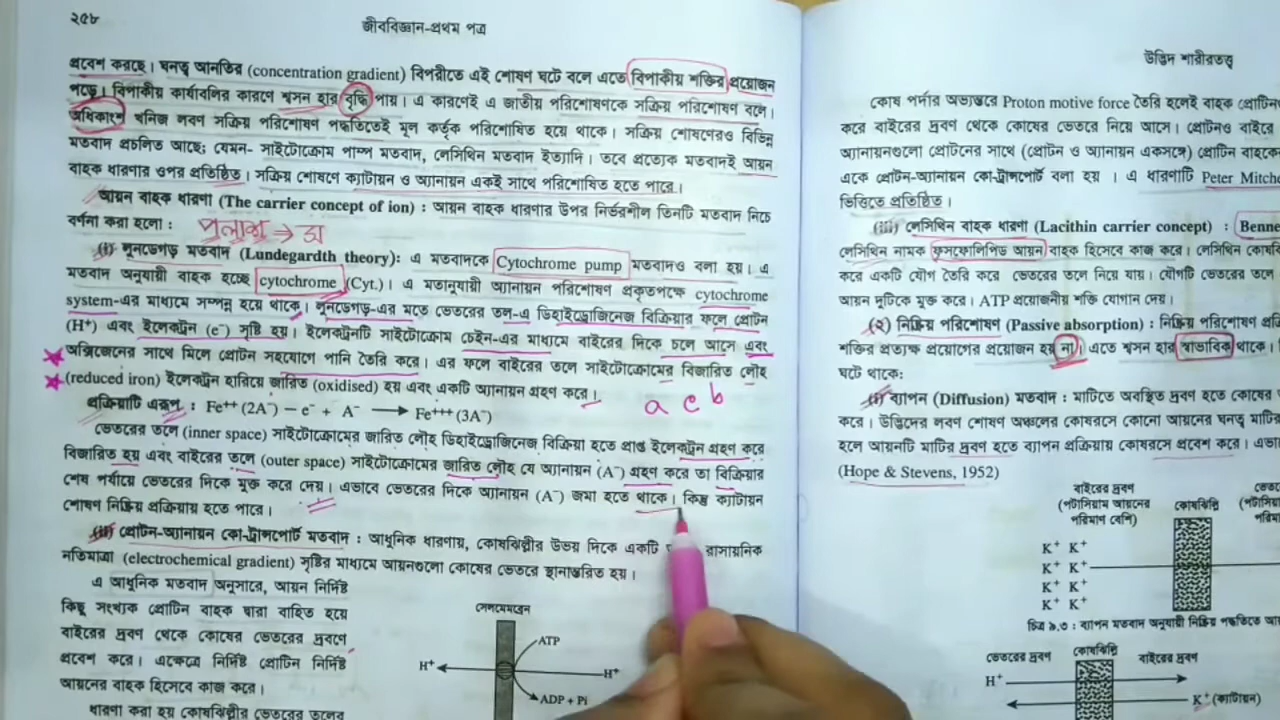 ২৫৮
জীববিজ্ঞান-প্রথম পত্র
প্রবেশ করছে। ঘনত্ব আনতির (concentration gradient) বিপরীতে এই শোষণ ঘটে বলে এতে বিপাকীয় শক্তির প্রয়োজন
পড়ে। বিপাকীয় কার্যাবলির কারণে শ্বসন হার বৃদ্ধি পায়। এ কারণেই এ জাতীয় পরিশোষণকে সক্রিয় পরিশোষণ বলে।
অধিকাংশ খনিজ লবণ সক্রিয় পরিশোষণ পদ্ধতিতেই মূল কর্তৃক পরিশোষিত হয়ে থাকে। সক্রিয় শোষণেরও বিভিন্ন
মতবাদ প্রচলিত আছে; যেমন- সাইটোক্রোম পাম্প মতবাদ, লেসিথিন মতবাদ ইত্যাদি। তবে প্রত্যেক মতবাদই আয়ন
বাহক ধারণার ওপর প্রতিষ্ঠিত। সক্রিয় শোষণে ক্যাটায়ন ও অ্যানায়ন একই সাথে পরিশোষিত হতে পারে।
আয়ন বাহক ধারণা (The carrier concept of ion) : আয়ন বাহক ধারণার উপর নির্ভরশীল তিনটি মতবাদ নিচে
বর্ণনা করা হলো :
(i) লুনডেগড় মতবাদ (Lundegardth theory): এ মতবাদকে Cytochrome pump মতবাদও বলা হয়। এ
মতবাদ অনুযায়ী বাহক হচ্ছে cytochrome (Cyt.)। এ মতানুযায়ী অ্যানায়ন পরিশোষণ প্রকৃতপক্ষে cytochrome
system-এর মাধ্যমে সম্পন্ন হয়ে থাকে। লুনডেগড়-এর মতে ভেতরের তল-এ ডিহাইড্রোজিনেজ বিক্রিয়ার ফলে প্রোটন
(H⁺) এবং ইলেকট্রন (e⁻) সৃষ্টি হয়। ইলেকট্রনটি সাইটোক্রোম চেইন-এর মাধ্যমে বাইরের দিকে চলে আসে এবং
অক্সিজেনের সাথে মিলে প্রোটন সহযোগে পানি তৈরি করে। এর ফলে বাইরের তলে সাইটোক্রোমের বিজারিত লৌহ
(reduced iron) ইলেকট্রন হারিয়ে জারিত (oxidised) হয় এবং একটি অ্যানায়ন গ্রহণ করে।
a c b
প্রক্রিয়াটি এরূপ : Fe⁺⁺ (2A⁻) – e⁻ + A⁻ ⟶ Fe⁺⁺⁺ (3A⁻)
ভেতরের তলে (inner space) সাইটোক্রোমের জারিত লৌহ ডিহাইড্রোজিনেজ বিক্রিয়া হতে প্রাপ্ত ইলেকট্রন গ্রহণ করে
বিজারিত হয় এবং বাইরের তলে (outer space) সাইটোক্রোমের জারিত লৌহ যে অ্যানায়ন (A⁻) গ্রহণ করে তা বিক্রিয়ার
শেষ পর্যায়ে ভেতরের দিকে মুক্ত করে দেয়। এভাবে ভেতরের দিকে অ্যানায়ন (A⁻) জমা হতে থাকে। কিন্তু ক্যাটায়ন
শোষণ নিষ্ক্রিয় প্রক্রিয়ায় হতে পারে।
(ii) প্রোটন-অ্যানায়ন কো-ট্রান্সপোর্ট মতবাদ : আধুনিক ধারণায়, কোষঝিল্লীর উভয় দিকে একটি রাসায়নিক
নতিমাত্রা (electrochemical gradient) সৃষ্টির মাধ্যমে আয়নগুলো কোষের ভেতরে স্থানান্তরিত হয়।
এ আধুনিক মতবাদ অনুসারে, আয়ন নির্দিষ্ট
কিছু সংখ্যক প্রোটিন বাহক দ্বারা বাহিত হয়ে
বাইরের দ্রবণ থেকে কোষের ভেতরের দ্রবণে
প্রবেশ করে। এক্ষেত্রে নির্দিষ্ট প্রোটিন নির্দিষ্ট
আয়নের বাহক হিসেবে কাজ করে।
ধারণা করা হয় কোষঝিল্লীর ভেতরের তলের
সেলমেমব্রেন
ATP
H⁺ H⁺
ADP + Pi
উদ্ভিদ শারীরতত্ত্ব
কোষ পর্দার অভ্যন্তরে Proton motive force তৈরি হলেই বাহক
করে বাইরের দ্রবণ থেকে কোষের ভেতরে নিয়ে আসে। প্রোটনও বাইরে
অ্যানায়নগুলো প্রোটনের সাথে (প্রোটন ও অ্যানায়ন একসঙ্গে) প্রোটিন
একে প্রোটন-অ্যানায়ন কো-ট্রান্সপোর্ট বলা হয় । এ ধারণাটি Peter
ভিত্তিতে প্রতিষ্ঠিত।
(iii) লেসিথিন বাহক ধারণা (Lacithin carrier concept) :
লেসিথিন নামক ফসফোলিপিড আয়ন বাহক হিসেবে কাজ করে। লেসিথিন
করে একটি যৌগ তৈরি করে ভেতরের তলে নিয়ে যায়। যৌগটি ভেতরের তলে
আয়ন দুটিকে মুক্ত করে। ATP প্রয়োজনীয় শক্তি যোগান দেয়।
(২) নিষ্ক্রিয় পরিশোষণ (Passive absorption) : নিষ্ক্রিয় পরিশোষণ
শক্তির প্রত্যক্ষ প্রয়োগের প্রয়োজন হয় না। এতে শ্বসন হার স্বাভাবিক থাকে।
ঘটে থাকে:
(i) ব্যাপন (Diffusion) মতবাদ : মাটিতে অবস্থিত দ্রবণ হতে কোষের
করে। উদ্ভিদের লবণ শোষণ অঞ্চলের কোষরসে কোনো আয়নের ঘনত্ব
হলে আয়নটি মাটির দ্রবণ হতে ব্যাপন প্রক্রিয়ায় কোষরসে প্রবেশ করে।
(Hope & Stevens, 1952)
বাইরের দ্রবণ
(পটাসিয়াম আয়নের
পরিমাণ বেশি)
কোষঝিল্লি
K⁺ K⁺
K⁺ K⁺
K⁺ K⁺
K⁺ K⁺
চিত্র ৯.৩ : ব্যাপন মতবাদ অনুযায়ী নিষ্ক্রিয় পদ্ধতিতে
ভেতরের দ্রবণ কোষঝিল্লী বাইরের দ্রবণ
H⁺
K⁺ (ক্যাটায়ন)